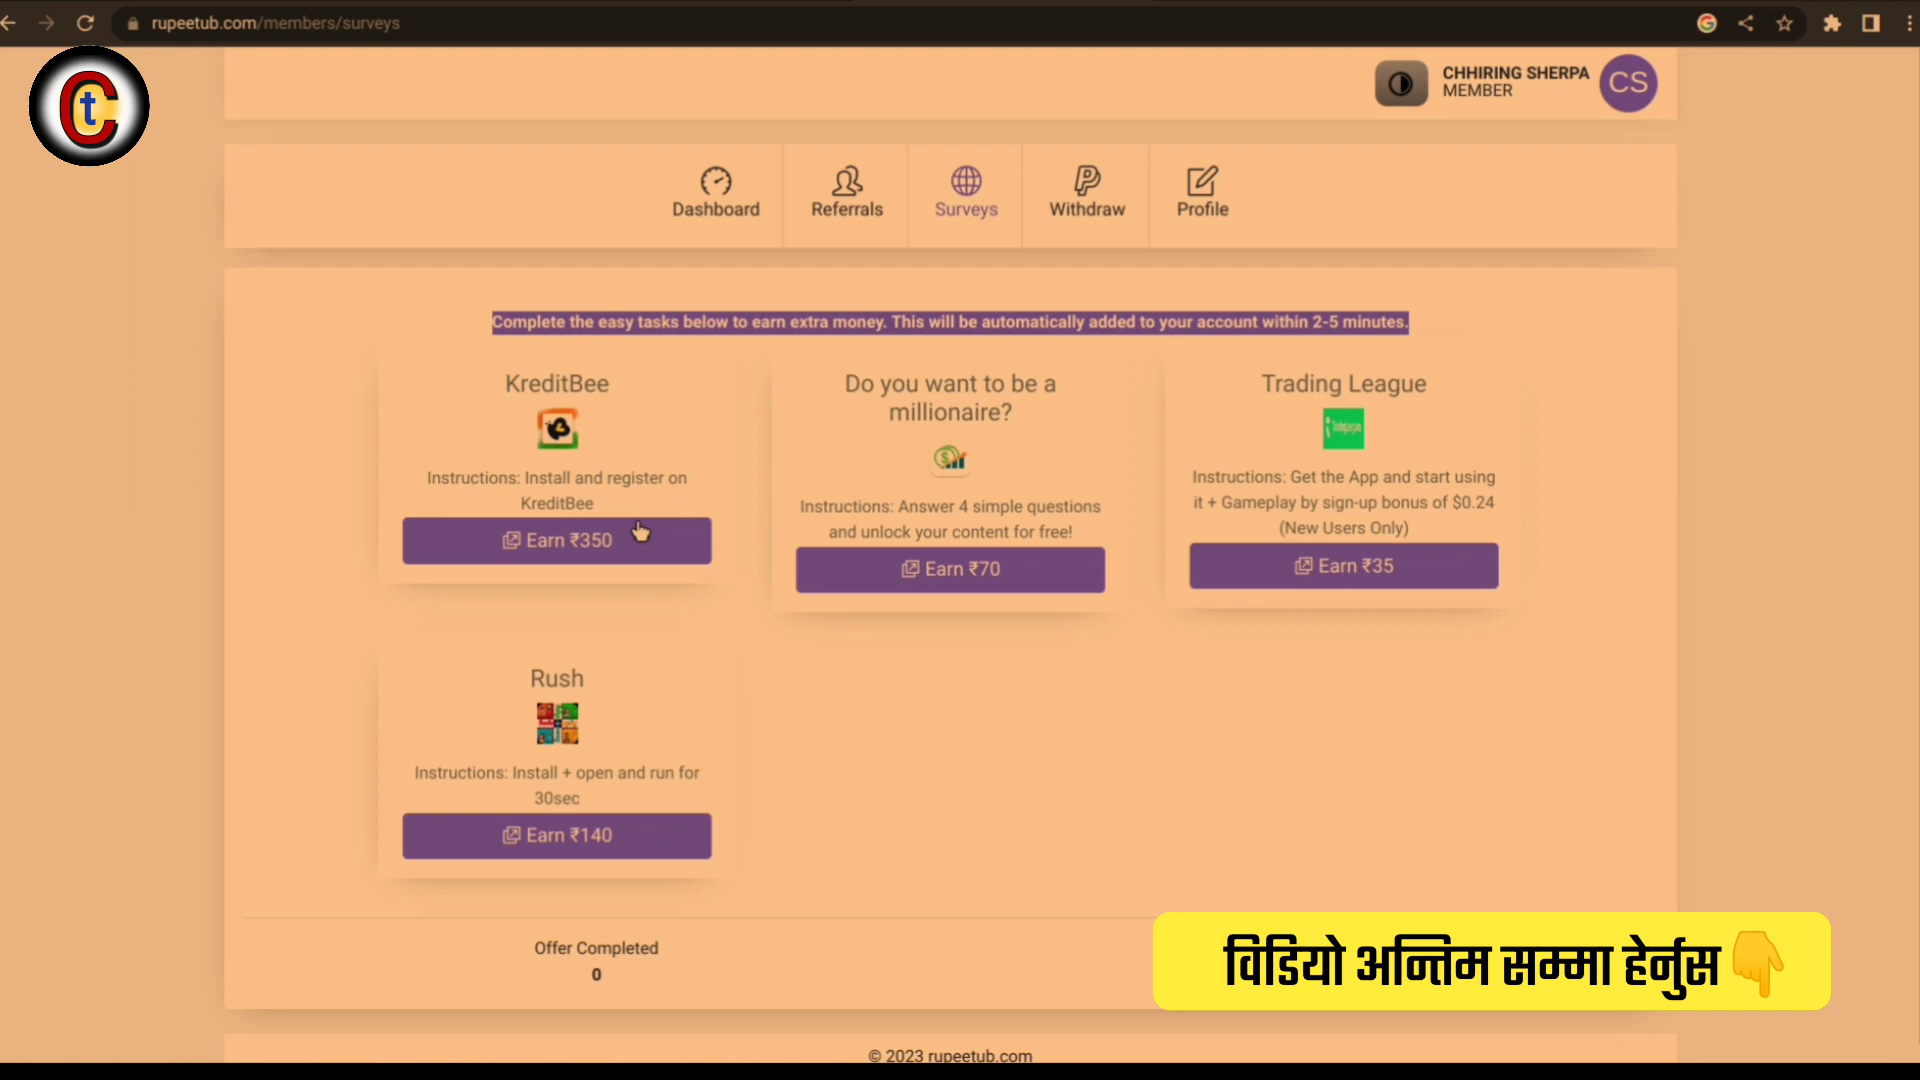 rupeetub.com/members/surveys
Ct
CHHIRING SHERPA
MEMBER
CS
Dashboard
Referrals
Surveys
Withdraw
Profile
Complete the easy tasks below to earn extra money. This will be automatically added to your account within 2-5 minutes.
KreditBee
Instructions: Install and register on
KreditBee
Earn ₹350
Do you want to be a
millionaire?
Instructions: Answer 4 simple questions
and unlock your content for free!
Earn ₹70
Trading League
Instructions: Get the App and start using
it + Gameplay by sign-up bonus of $0.24
(New Users Only)
Earn ₹35
Rush
Instructions: Install + open and run for
30sec
Earn ₹140
Offer Completed
0
विडियो अन्तिम सम्मा हेर्नुस
© 2023 rupeetub.com